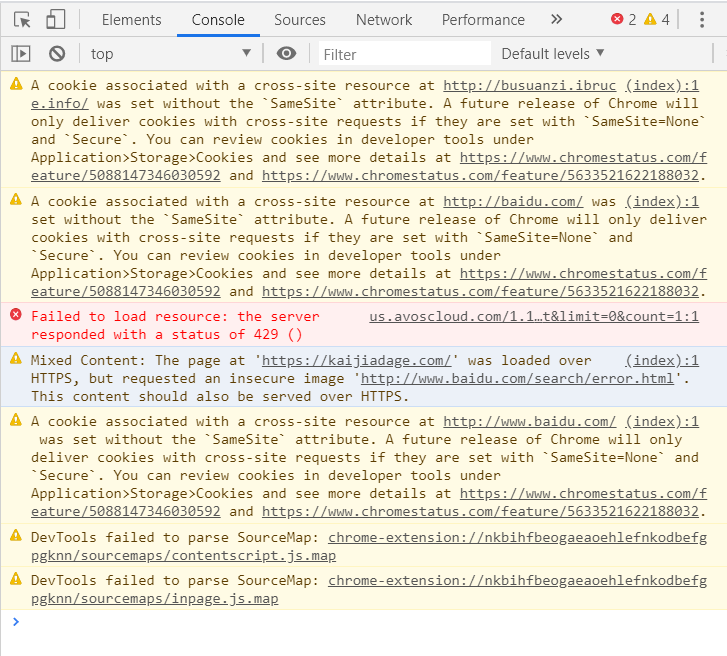 Elements Console Sources Network Performance » 2 4
top Filter Default levels
A cookie associated with a cross-site resource at http://busuanzi.ibruc (index):1
e.info/ was set without the `SameSite` attribute. A future release of Chrome will
only deliver cookies with cross-site requests if they are set with `SameSite=None`
and `Secure`. You can review cookies in developer tools under
Application>Storage>Cookies and see more details at https://www.chromestatus.com/f
eature/5088147346030592 and https://www.chromestatus.com/feature/5633521622188032.
A cookie associated with a cross-site resource at http://baidu.com/ was (index):1
set without the `SameSite` attribute. A future release of Chrome will only deliver
cookies with cross-site requests if they are set with `SameSite=None` and
`Secure`. You can review cookies in developer tools under
Application>Storage>Cookies and see more details at https://www.chromestatus.com/f
eature/5088147346030592 and https://www.chromestatus.com/feature/5633521622188032.
Failed to load resource: the server us.avoscloud.com/1.1…t&limit=0&count=1:1
responded with a status of 429 ()
Mixed Content: The page at 'https://kaijiadage.com/' was loaded over (index):1
HTTPS, but requested an insecure image 'http://www.baidu.com/search/error.html'.
This content should also be served over HTTPS.
A cookie associated with a cross-site resource at http://www.baidu.com/ (index):1
was set without the `SameSite` attribute. A future release of Chrome will only
deliver cookies with cross-site requests if they are set with `SameSite=None` and
`Secure`. You can review cookies in developer tools under
Application>Storage>Cookies and see more details at https://www.chromestatus.com/f
eature/5088147346030592 and https://www.chromestatus.com/feature/5633521622188032.
DevTools failed to parse SourceMap: chrome-extension://nkbihfbeogaeaoehlefnkodbefg
pgknn/sourcemaps/contentscript.js.map
DevTools failed to parse SourceMap: chrome-extension://nkbihfbeogaeaoehlefnkodbefg
pgknn/sourcemaps/inpage.js.map